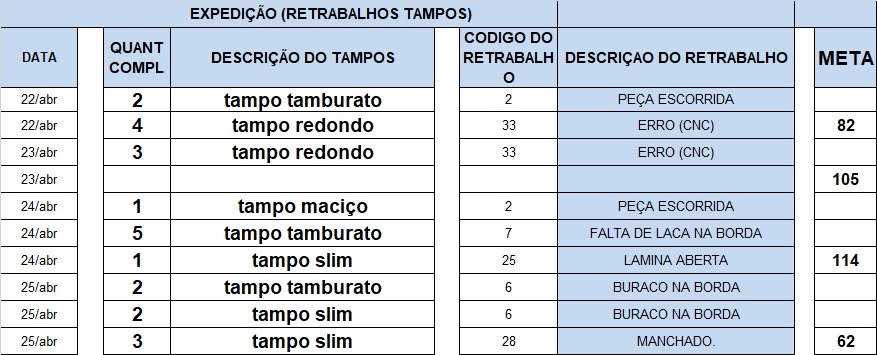 EXPEDIÇÃO (RETRABALHOS TAMPOS)
DATA QUANT COMPL DESCRIÇÃO DO TAMPOS CODIGO DO RETRABALHO DESCRIÇAO DO RETRABALHO META
22/abr 2 tampo tamburato 2 PEÇA ESCORRIDA
22/abr 4 tampo redondo 33 ERRO (CNC) 82
23/abr 3 tampo redondo 33 ERRO (CNC)
23/abr 105
24/abr 1 tampo maciço 2 PEÇA ESCORRIDA
24/abr 5 tampo tamburato 7 FALTA DE LACA NA BORDA
24/abr 1 tampo slim 25 LAMINA ABERTA 114
25/abr 2 tampo tamburato 6 BURACO NA BORDA
25/abr 2 tampo slim 6 BURACO NA BORDA
25/abr 3 tampo slim 28 MANCHADO. 62